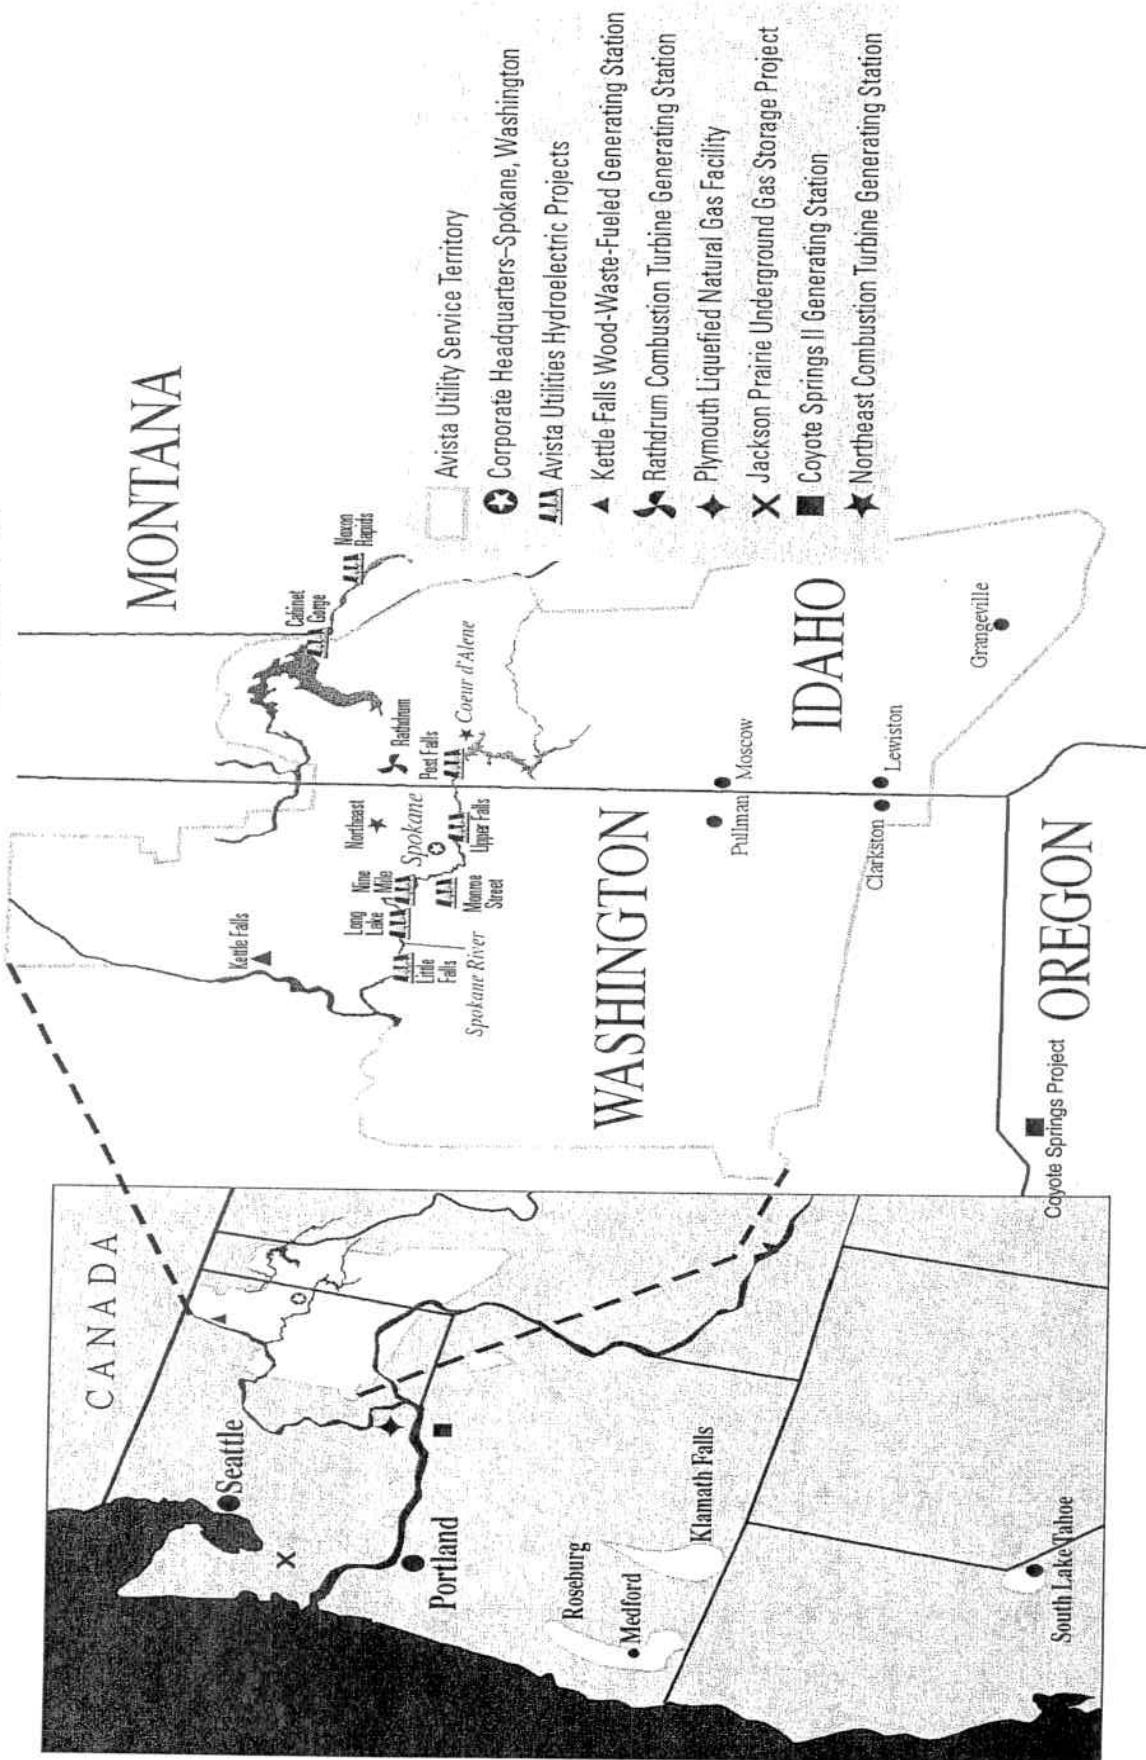 MONTANA
Cabinet
Gorge
Noxon
Rapids
Kettle Falls
Long
Lake
Nine
Mile
Northeast
Rathdrum
Post Falls
Coeur d'Alene
Spokane
Upper Falls
Monroe
Street
Little
Falls
Spokane River
WASHINGTON
IDAHO
Pullman
Moscow
Clarkston
Lewiston
Grangeville
OREGON
Coyote Springs Project
Avista Utility Service Territory
Corporate Headquarters–Spokane, Washington
Avista Utilities Hydroelectric Projects
Kettle Falls Wood-Waste-Fueled Generating Station
Rathdrum Combustion Turbine Generating Station
Plymouth Liquefied Natural Gas Facility
Jackson Prairie Underground Gas Storage Project
Coyote Springs II Generating Station
Northeast Combustion Turbine Generating Station
CANADA
Seattle
X
Portland
Roseburg
Medford
Klamath Falls
South Lake Tahoe